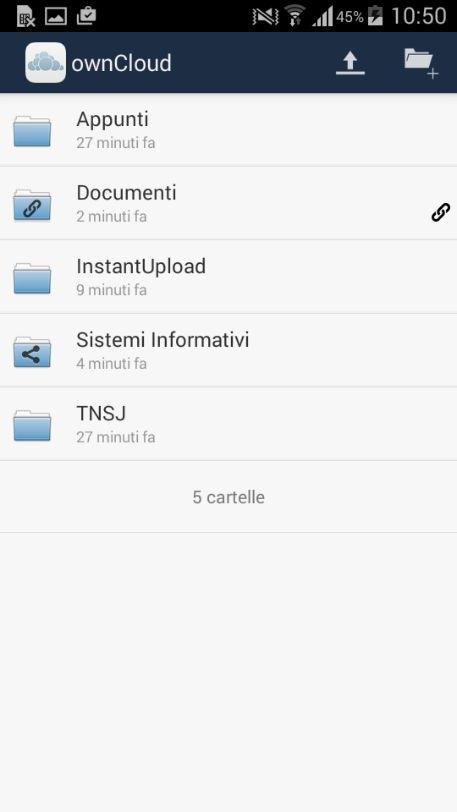 45% 10:50
ownCloud
Appunti
27 minuti fa
Documenti
2 minuti fa
InstantUpload
9 minuti fa
Sistemi Informativi
4 minuti fa
TNSJ
27 minuti fa
5 cartelle